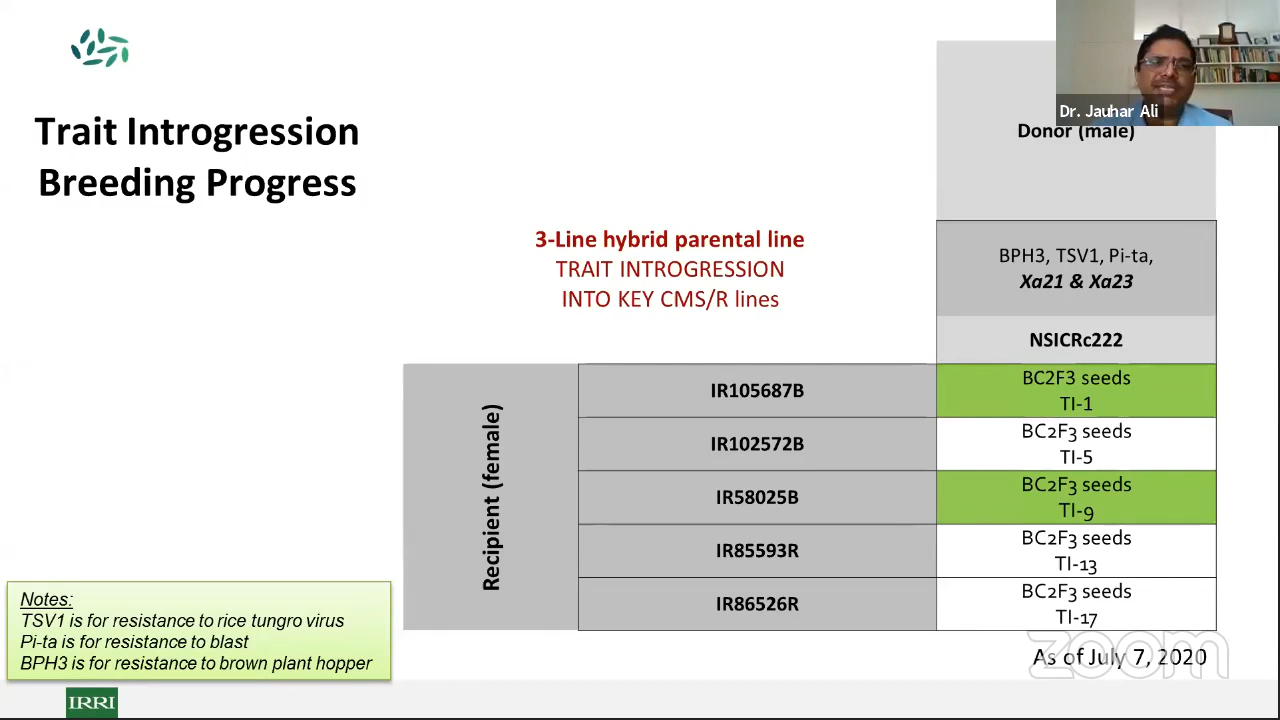 Trait Introgression
Breeding Progress
Dr. Jauhar Ali
Donor (male)
3-Line hybrid parental line
TRAIT INTROGRESSION
INTO KEY CMS/R lines
BPH3, TSV1, Pi-ta,
Xa21 & Xa23
NSICRc222
Recipient (female)
IR105687B
BC2F3 seeds
TI-1
IR102572B
BC2F3 seeds
TI-5
IR58025B
BC2F3 seeds
TI-9
IR85593R
BC2F3 seeds
TI-13
IR86526R
BC2F3 seeds
TI-17
Notes:
TSV1 is for resistance to rice tungro virus
Pi-ta is for resistance to blast
BPH3 is for resistance to brown plant hopper
zoom
As of July 7, 2020
IRRI